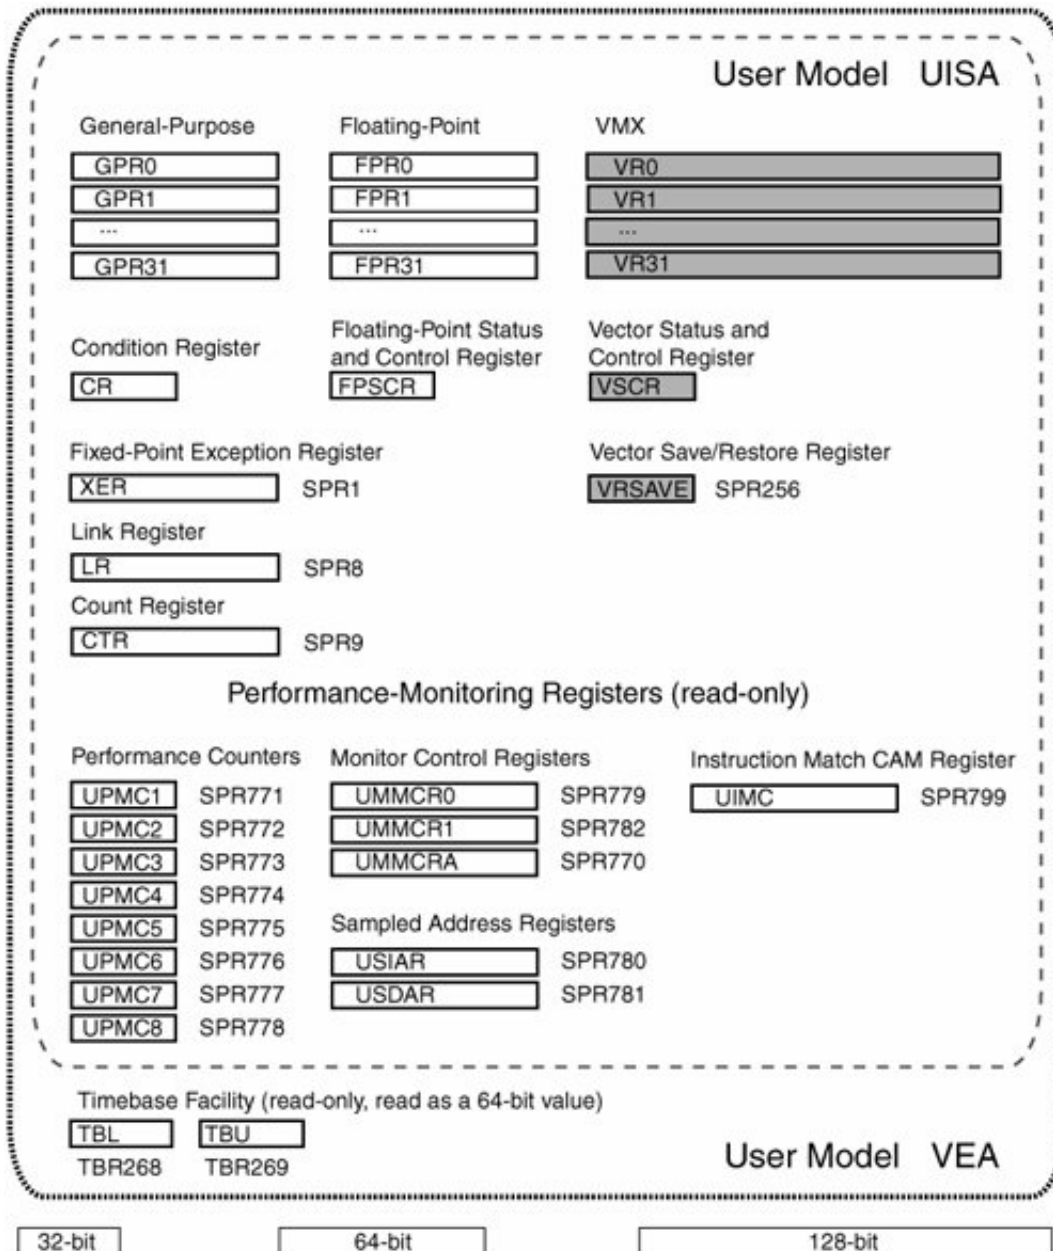 User Model UISA
General-Purpose Floating-Point VMX
GPR0 FPR0 VR0
GPR1 FPR1 VR1
... ... ...
GPR31 FPR31 VR31
Condition Register
CR
Floating-Point Status
and Control Register
FPSCR
Vector Status and
Control Register
VSCR
Fixed-Point Exception Register
XER SPR1
Vector Save/Restore Register
VRSAVE SPR256
Link Register
LR SPR8
Count Register
CTR SPR9
Performance-Monitoring Registers (read-only)
Performance Counters
UPMC1 SPR771
UPMC2 SPR772
UPMC3 SPR773
UPMC4 SPR774
UPMC5 SPR775
UPMC6 SPR776
UPMC7 SPR777
UPMC8 SPR778
Monitor Control Registers
UMMCR0 SPR779
UMMCR1 SPR782
UMMCRA SPR770
Sampled Address Registers
USIAR SPR780
USDAR SPR781
Instruction Match CAM Register
UIMC SPR799
Timebase Facility (read-only, read as a 64-bit value)
TBL TBU
TBR268 TBR269
User Model VEA
32-bit 64-bit 128-bit